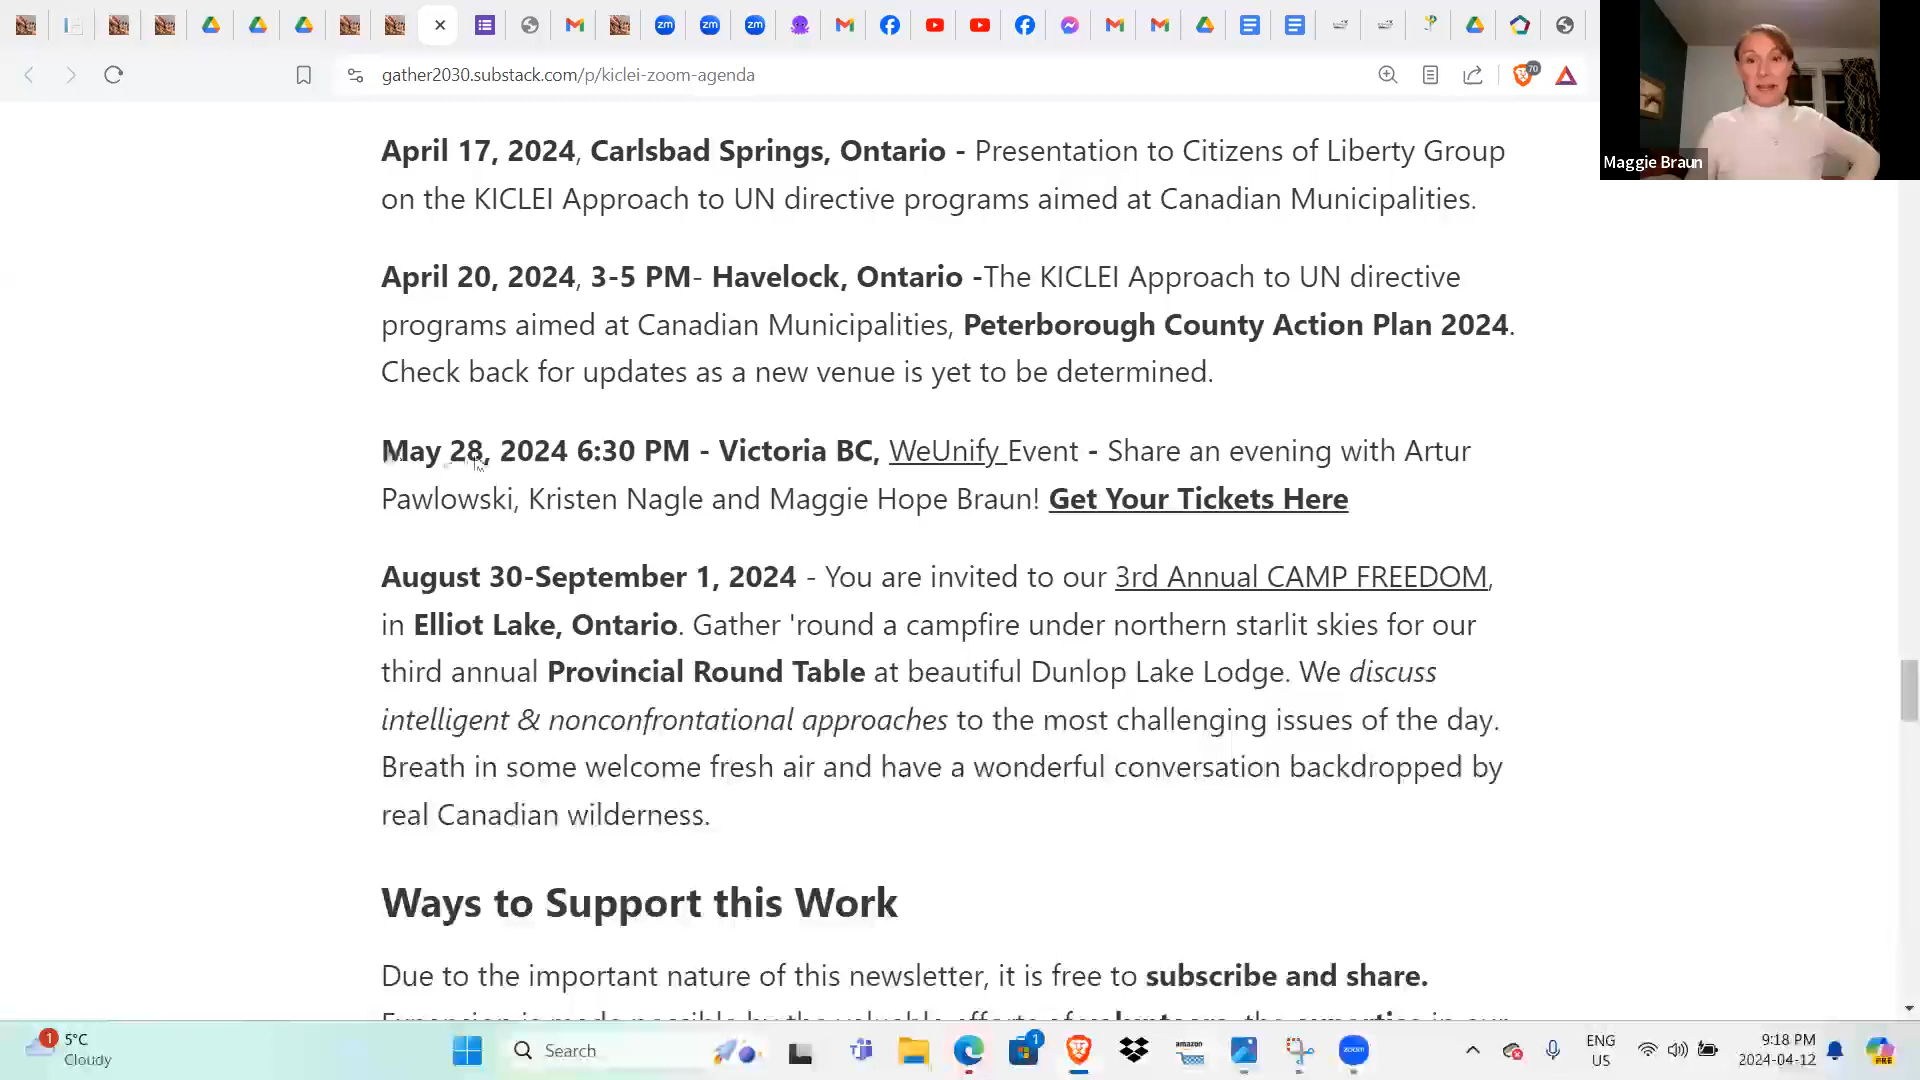 gather2030.substack.com/p/kiclei-zoom-agenda
70
Maggie Braun
April 17, 2024, Carlsbad Springs, Ontario - Presentation to Citizens of Liberty Group
on the KICLEI Approach to UN directive programs aimed at Canadian Municipalities.
April 20, 2024, 3-5 PM- Havelock, Ontario -The KICLEI Approach to UN directive
programs aimed at Canadian Municipalities, Peterborough County Action Plan 2024.
Check back for updates as a new venue is yet to be determined.
May 28, 2024 6:30 PM - Victoria BC, WeUnify Event - Share an evening with Artur
Pawlowski, Kristen Nagle and Maggie Hope Braun! Get Your Tickets Here
August 30-September 1, 2024 - You are invited to our 3rd Annual CAMP FREEDOM,
in Elliot Lake, Ontario. Gather 'round a campfire under northern starlit skies for our
third annual Provincial Round Table at beautiful Dunlop Lake Lodge. We discuss
intelligent & nonconfrontational approaches to the most challenging issues of the day.
Breath in some welcome fresh air and have a wonderful conversation backdropped by
real Canadian wilderness.
Ways to Support this Work
Due to the important nature of this newsletter, it is free to subscribe and share.
1
5°C
Cloudy
Search
amazon
zoom
1
ENG
US
9:18 PM
2024-04-12